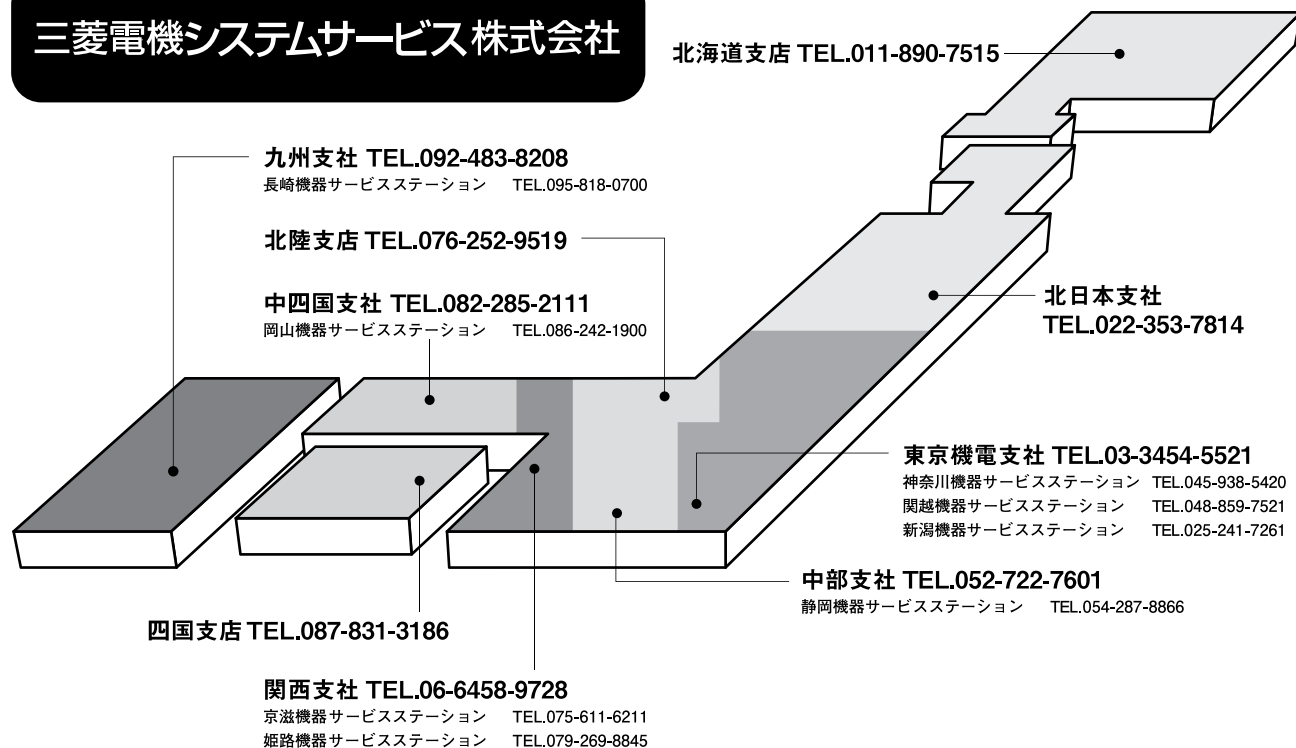 三菱電機システムサービス株式会社
北海道支店 TEL.011-890-7515
九州支社 TEL.092-483-8208
長崎機器サービスステーション TEL.095-818-0700
北陸支店 TEL.076-252-9519
中四国支社 TEL.082-285-2111
岡山機器サービスステーション TEL.086-242-1900
北日本支社
TEL.022-353-7814
東京機電支社 TEL.03-3454-5521
神奈川機器サービスステーション TEL.045-938-5420
関越機器サービスステーション TEL.048-859-7521
新潟機器サービスステーション TEL.025-241-7261
中部支社 TEL.052-722-7601
静岡機器サービスステーション TEL.054-287-8866
四国支店 TEL.087-831-3186
関西支社 TEL.06-6458-9728
京滋機器サービスステーション TEL.075-611-6211
姫路機器サービスステーション TEL.079-269-8845